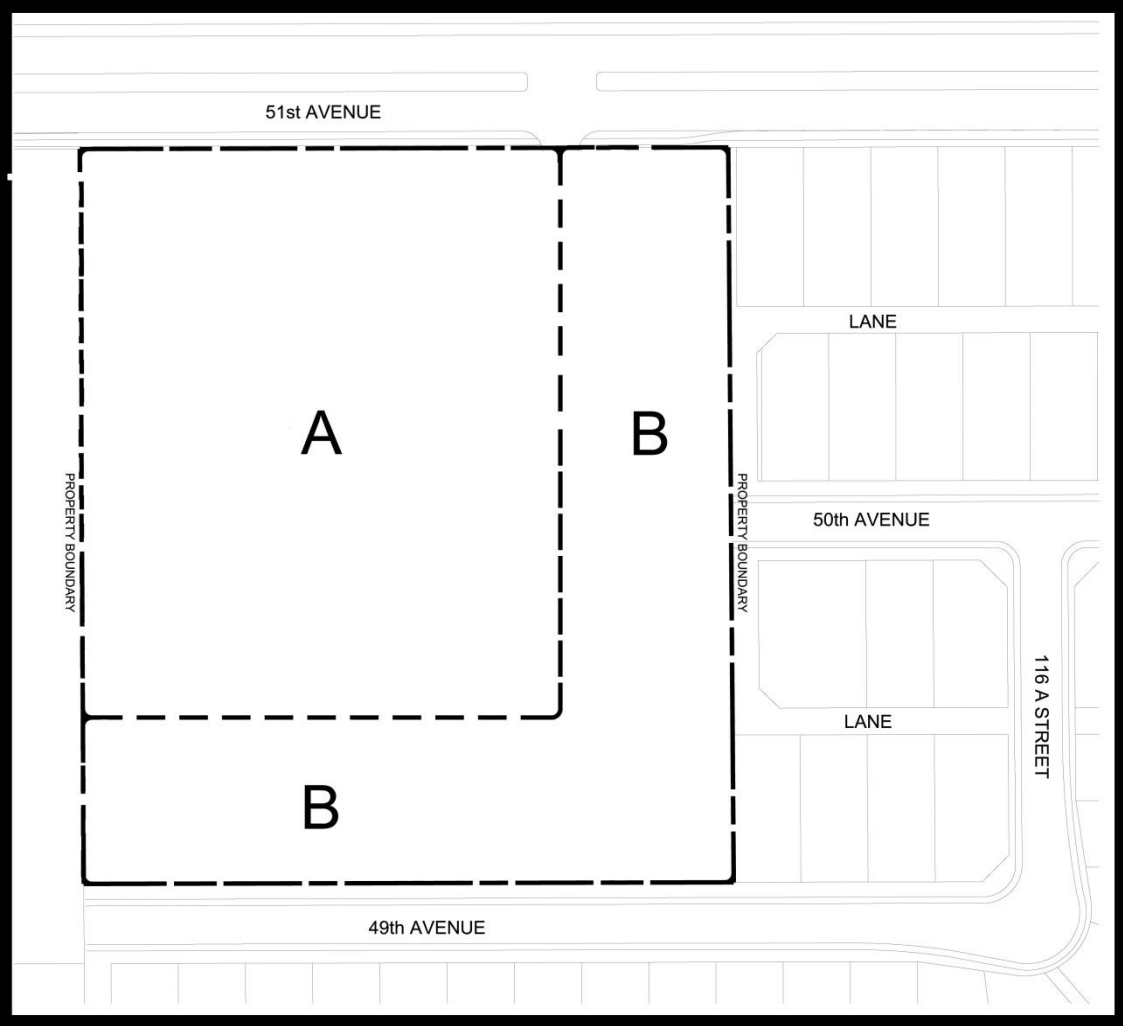 51st AVENUE
LANE
A
B
PROPERTY BOUNDARY
PROPERTY BOUNDARY
50th AVENUE
116 A STREET
LANE
B
49th AVENUE